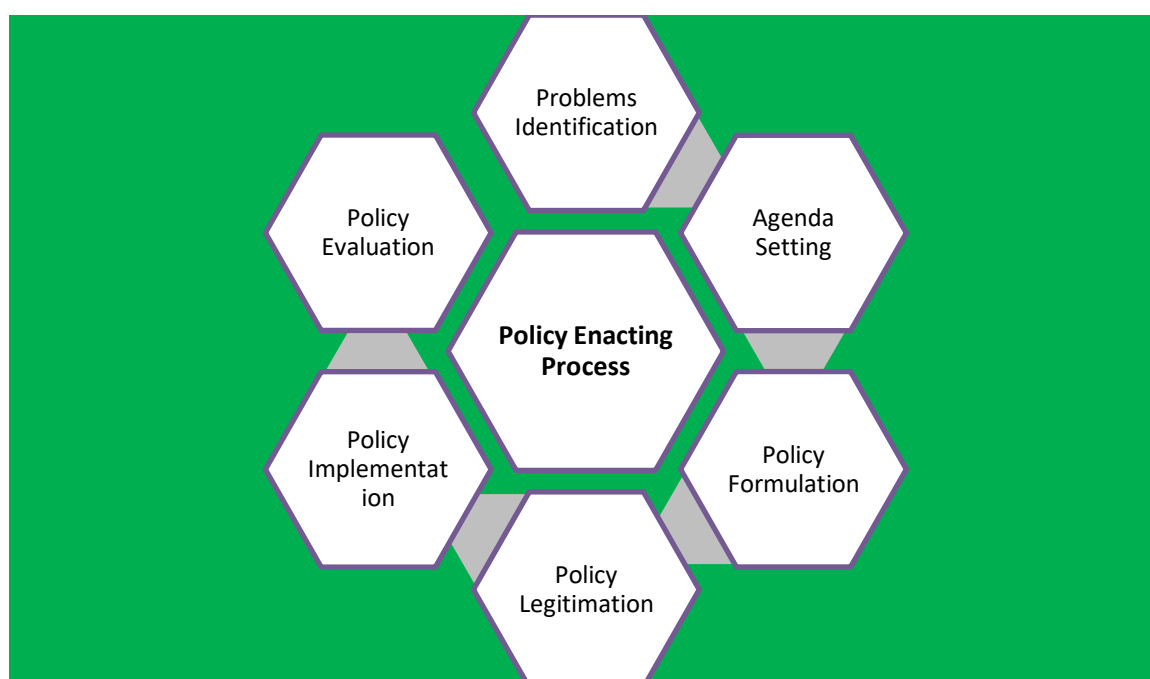 Problems
Identification
Agenda
Setting
Policy
Formulation
Policy
Legitimation
Policy
Implementat
ion
Policy
Evaluation
Policy Enacting
Process